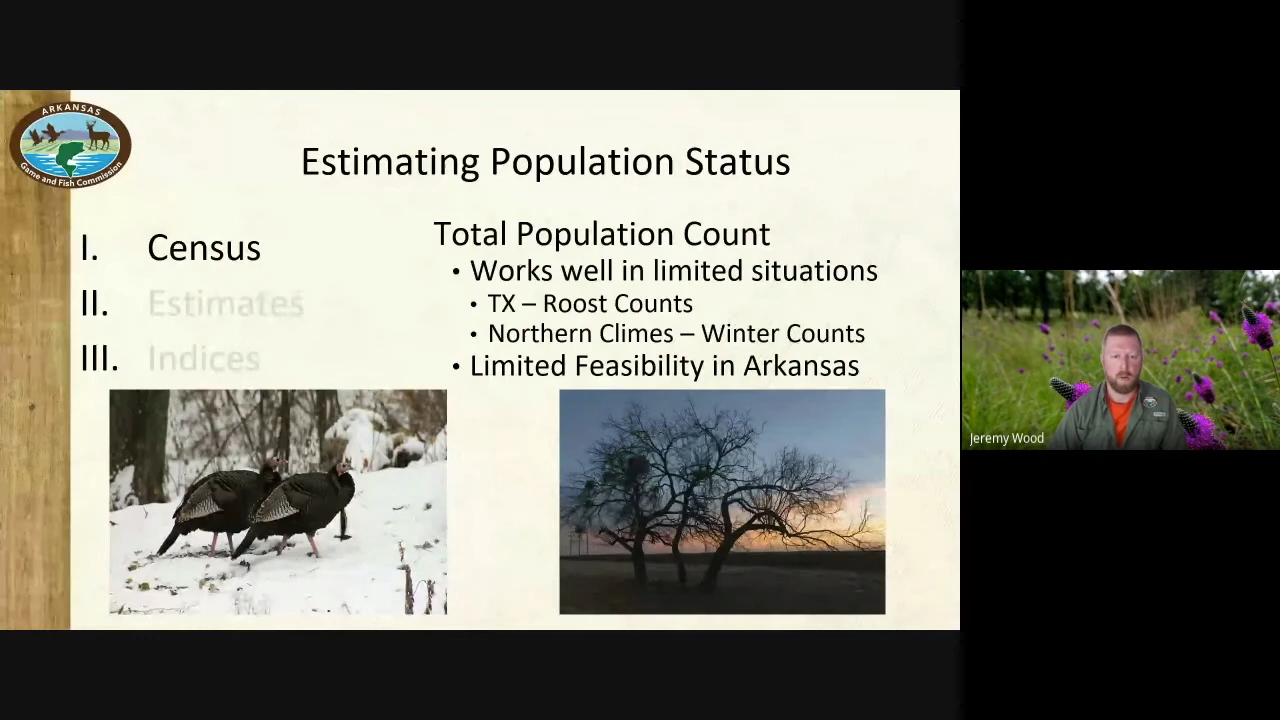 ARKANSAS
Game and Fish Commission
Estimating Population Status
I. Census
II. Estimates
III. Indices
Total Population Count
• Works well in limited situations
• TX – Roost Counts
• Northern Climes – Winter Counts
• Limited Feasibility in Arkansas
Jeremy Wood